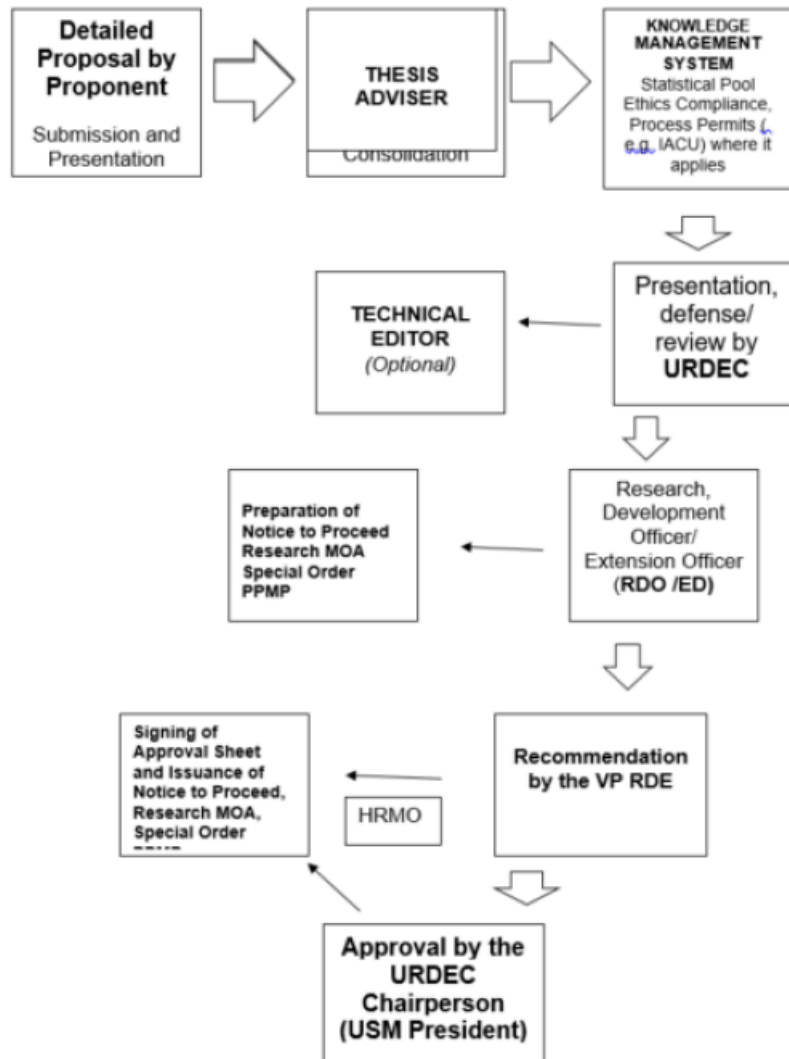 Detailed
Proposal by
Proponent
Submission and
Presentation
THESIS
ADVISER
Consolidation
KNOWLEDGE
MANAGEMENT
SYSTEM
Statistical Pool
Ethics Compliance,
Process Permits (
e.g. IACU) where it
applies
Presentation,
defense/
review by
URDEC
TECHNICAL
EDITOR
(Optional)
Research,
Development
Officer/
Extension Officer
(RDO /ED)
Preparation of
Notice to Proceed
Research MOA
Special Order
PPMP
Recommendation
by the VP RDE
Signing of
Approval Sheet
and Issuance of
Notice to Proceed,
Research MOA,
Special Order
HRMO
Approval by the
URDEC
Chairperson
(USM President)